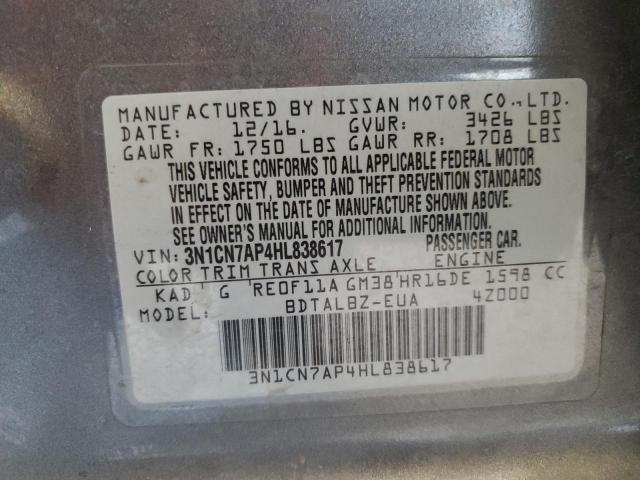 MANUFACTURED BY NISSAN MOTOR CO.,LTD.
DATE: 12/16. GVWR: 3426 LBS
GAWR FR: 1750 LBS GAWR RR: 1708 LBS
THIS VEHICLE CONFORMS TO ALL APPLICABLE FEDERAL MOTOR
VEHICLE SAFETY, BUMPER AND THEFT PREVENTION STANDARDS
IN EFFECT ON THE DATE OF MANUFACTURE SHOWN ABOVE.
SEE OWNER'S MANUAL FOR ADDITIONAL INFORMATION.
VIN: 3N1CN7AP4HL838617 PASSENGER CAR.
COLOR TRIM TRANS AXLE ENGINE
KAD ' G 'RE0F11A GM38'HR16DE 1598 CC
MODEL: BDTALBZ-EUA 4Z000
3N1CN7AP4HL838617